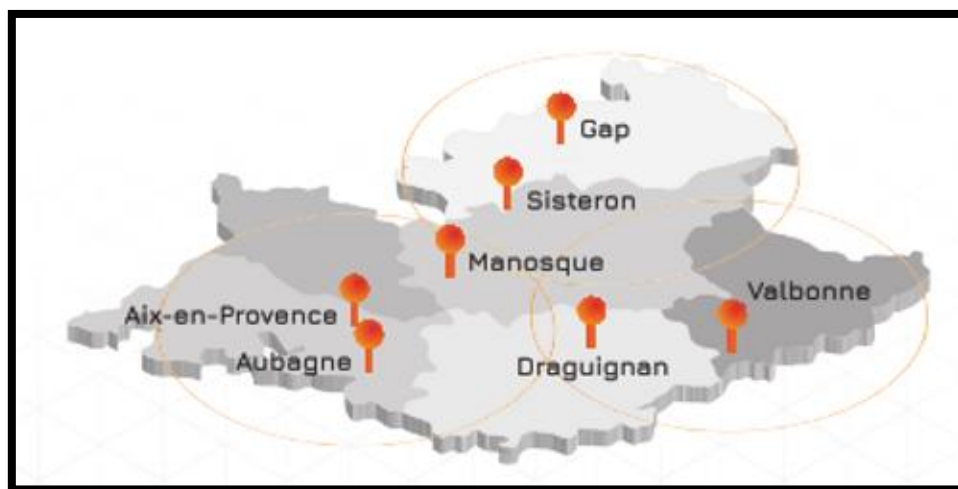 Gap
Sisteron
Manosque
Valbonne
Aix-en-Provence
Aubagne
Draguignan